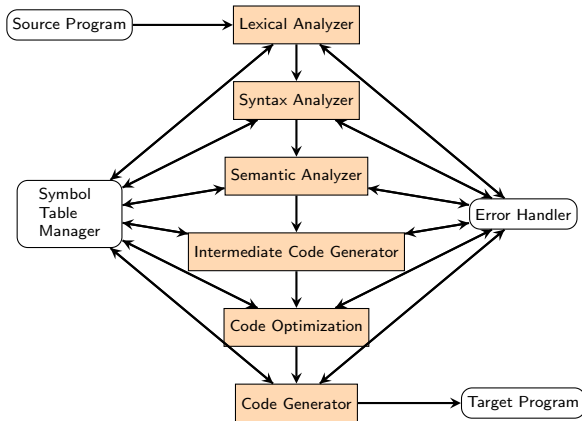 Source Program
Lexical Analyzer
Syntax Analyzer
Semantic Analyzer
Symbol
Table
Manager
Error Handler
Intermediate Code Generator
Code Optimization
Code Generator
Target Program